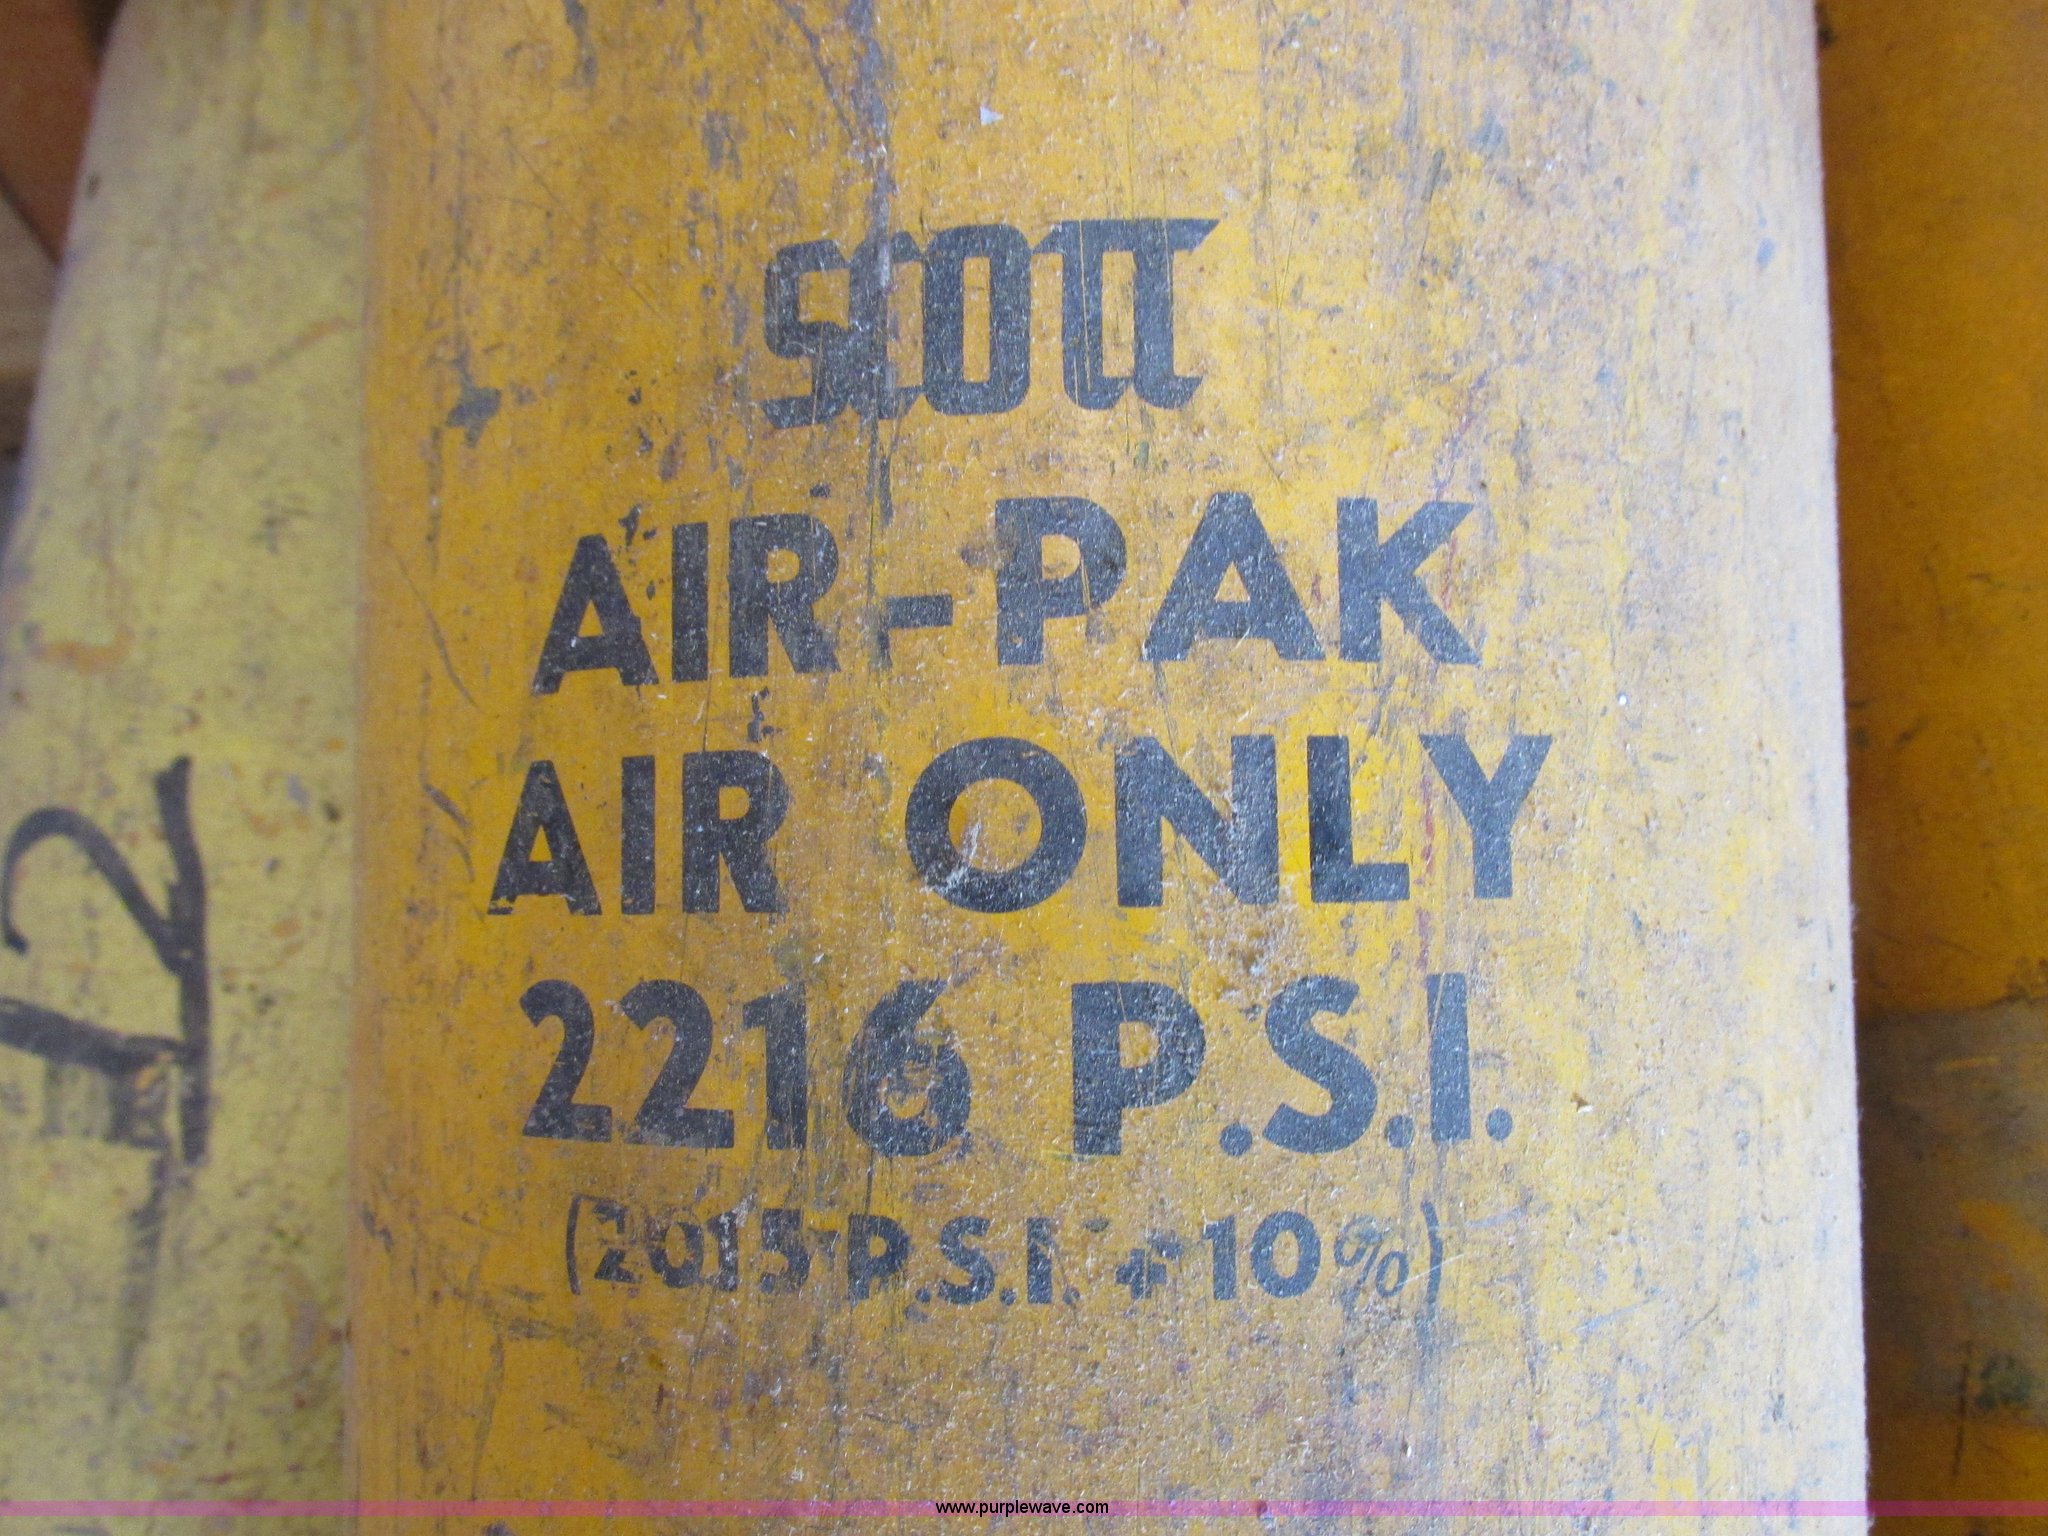 scott
AIR-PAK
AIR ONLY
2216 P.S.I.
(2015 P.S.I. + 10%)
www.purplewave.com